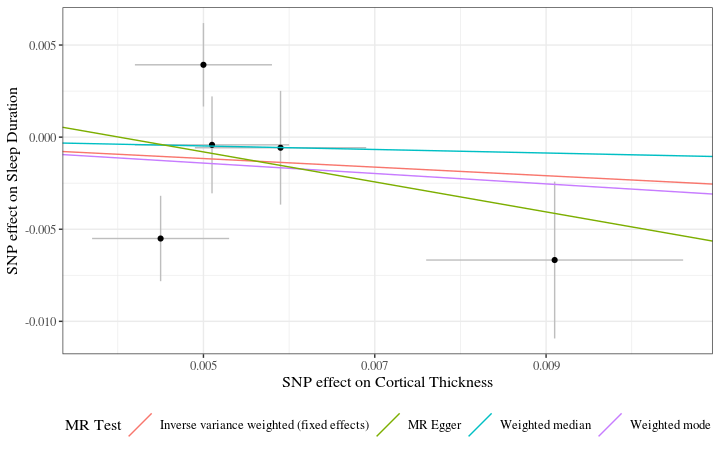 SNP effect on Sleep Duration
0.005
0.000
-0.005
-0.010
0.005 0.007 0.009
SNP effect on Cortical Thickness
MR Test Inverse variance weighted (fixed effects) MR Egger Weighted median Weighted mode